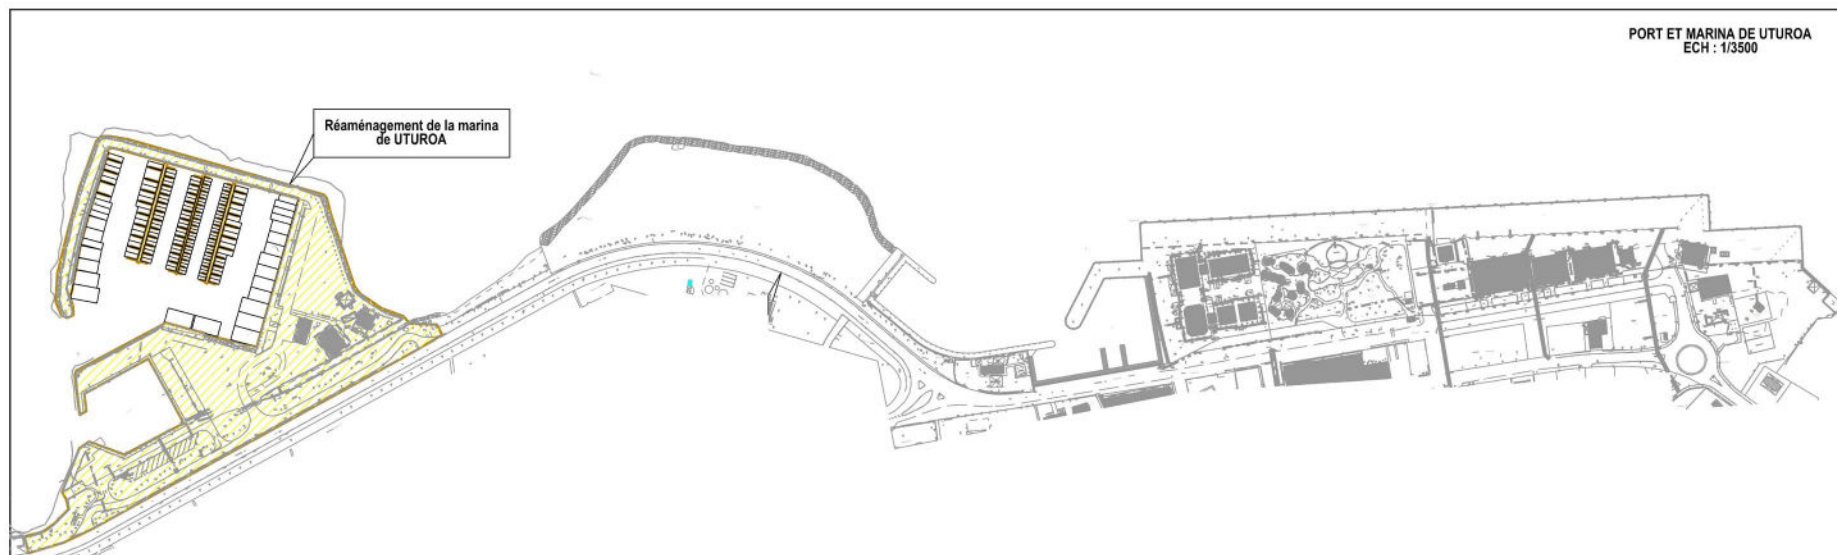 PORT ET MARINA DE UTUROA
ECH : 1/3500
Réaménagement de la marina
de UTUROA